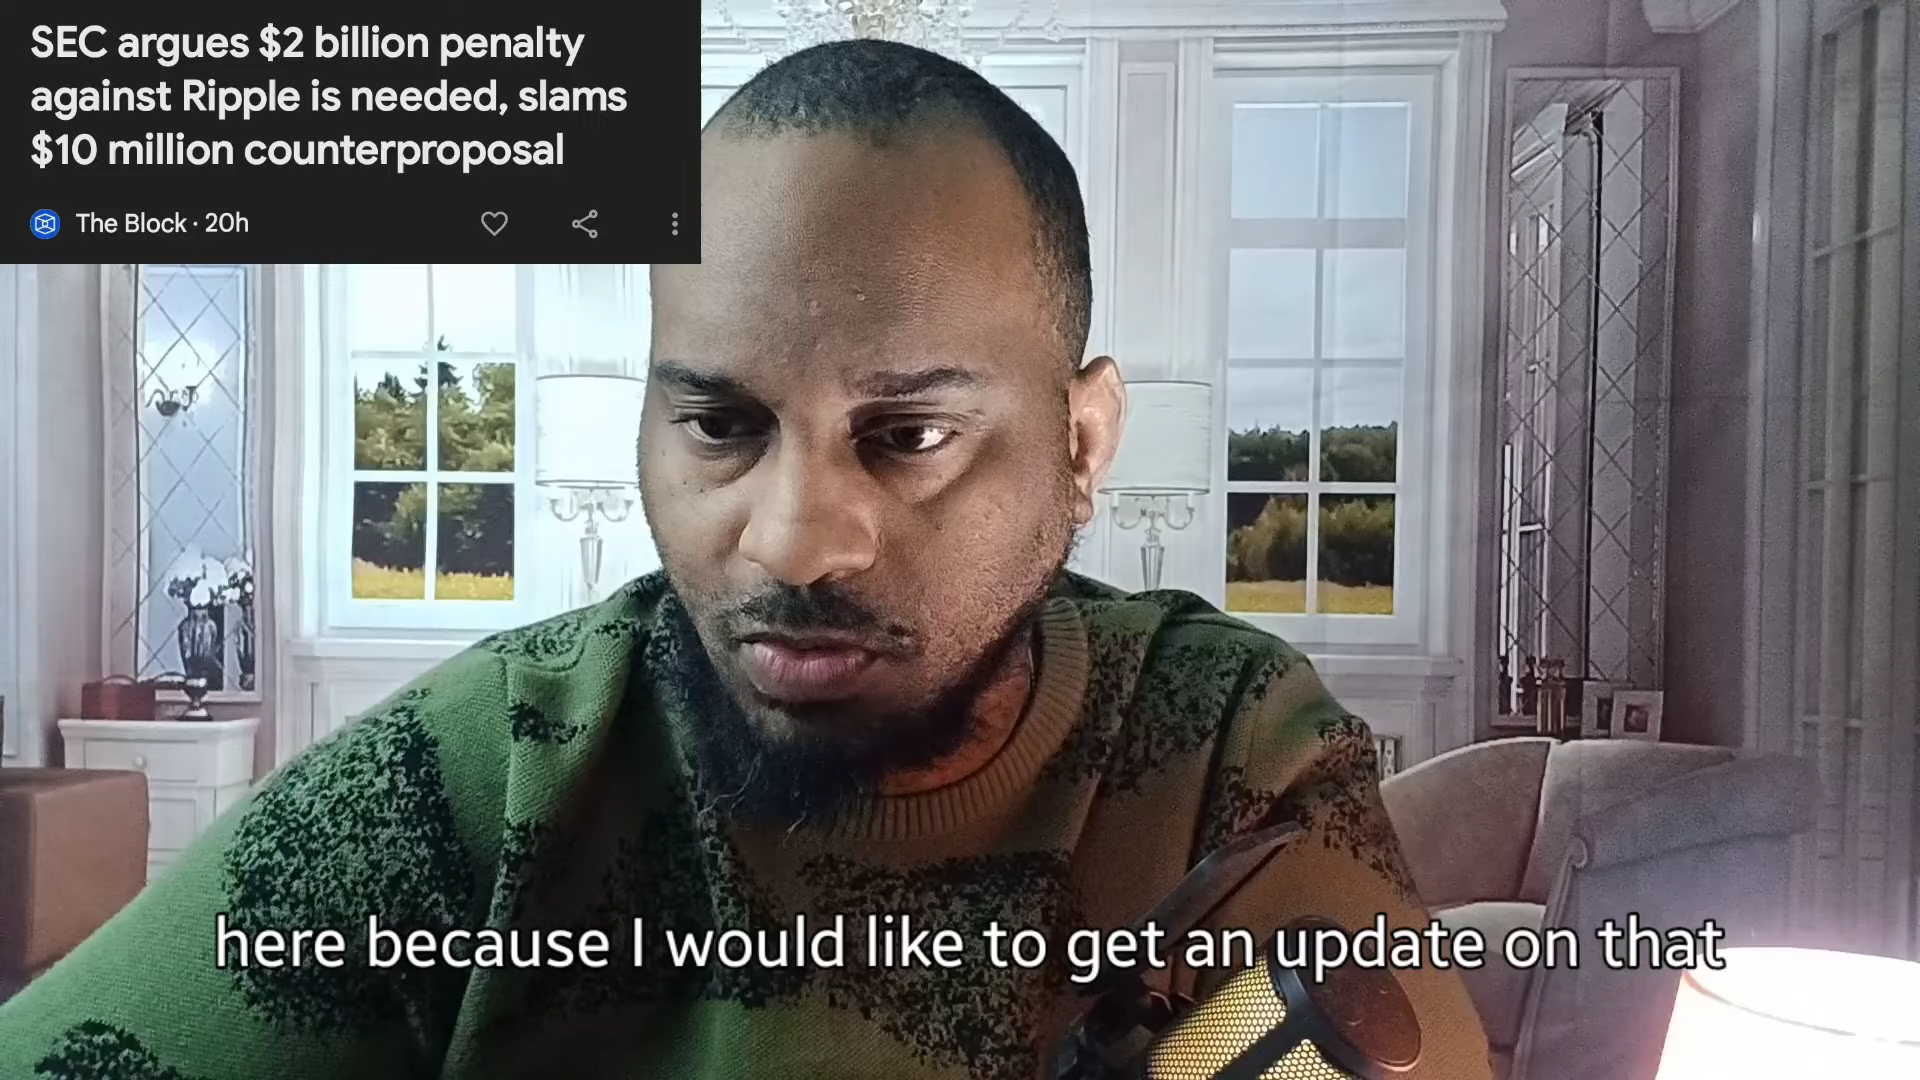 SEC argues $2 billion penalty
against Ripple is needed, slams
$10 million counterproposal
The Block · 20h
here because I would like to get an update on that